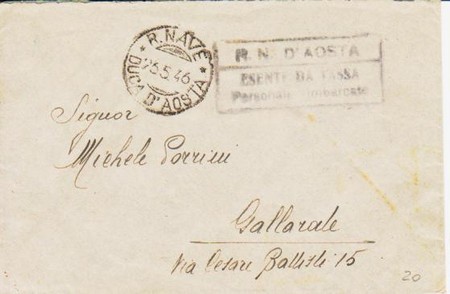 * R. NAVE *
26.5.46
DUCA D'AOSTA
R. N. D'AOSTA
ESENTE DA TASSA
Personale Imbarcato
Signor
Michele Porrini
Gallarate
Via Cesare Battisti 15
20